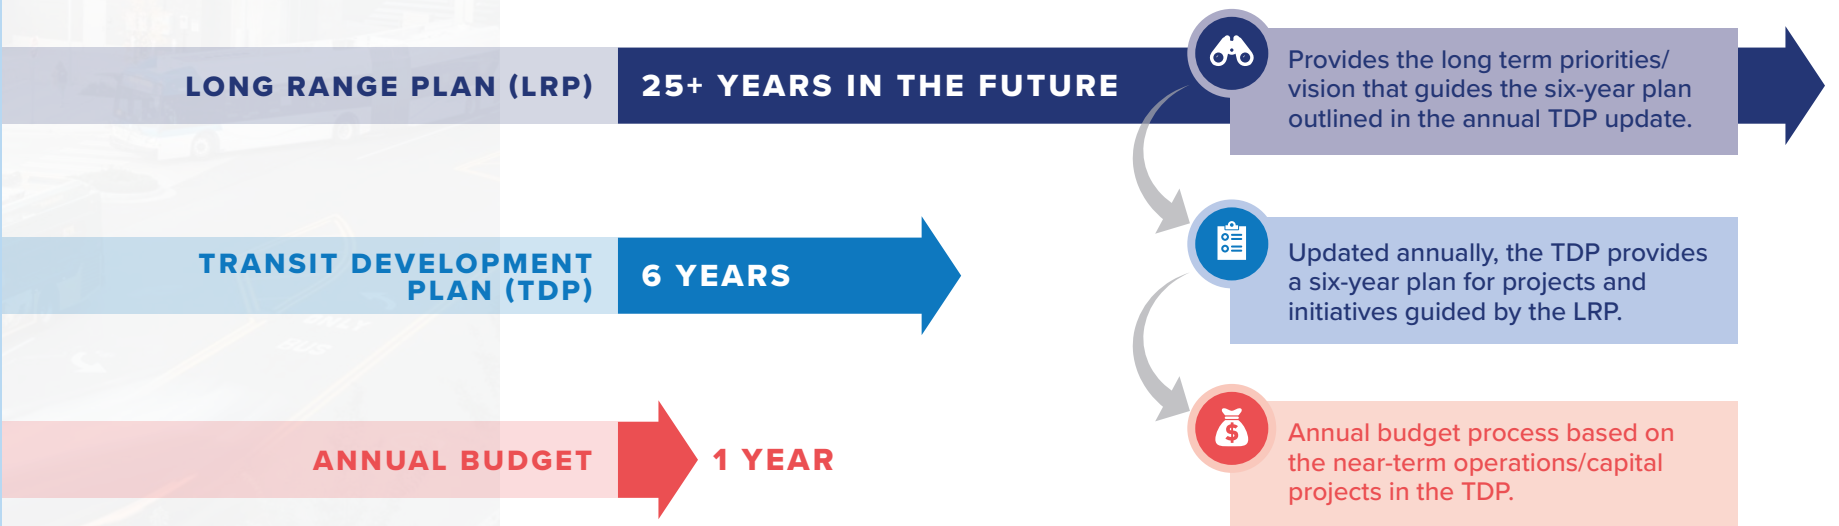 LONG RANGE PLAN (LRP)
25+ YEARS IN THE FUTURE
Provides the long term priorities/
vision that guides the six-year plan
outlined in the annual TDP update.
TRANSIT DEVELOPMENT
PLAN (TDP)
6 YEARS
Updated annually, the TDP provides
a six-year plan for projects and
initiatives guided by the LRP.
ONLY
BUS
ANNUAL BUDGET
1 YEAR
$
Annual budget process based on
the near-term operations/capital
projects in the TDP.